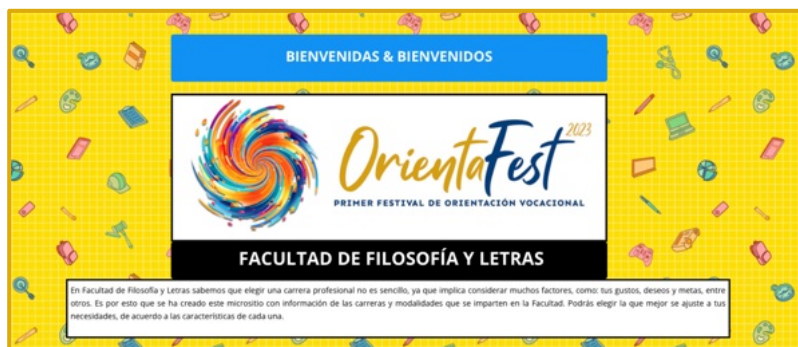 BIENVENIDAS & BIENVENIDOS
OrientaFest 2023
PRIMER FESTIVAL DE ORIENTACIÓN VOCACIONAL
FACULTAD DE FILOSOFÍA Y LETRAS
En Facultad de Filosofía y Letras sabemos que elegir una carrera profesional no es sencillo, ya que implica considerar muchos factores, como: tus gustos, deseos y metas, entre
otros. Es por esto que se ha creado este micrositio con información de las carreras y modalidades que se imparten en la Facultad. Podrás elegir la que mejor se ajuste a tus
necesidades, de acuerdo a las características de cada una.